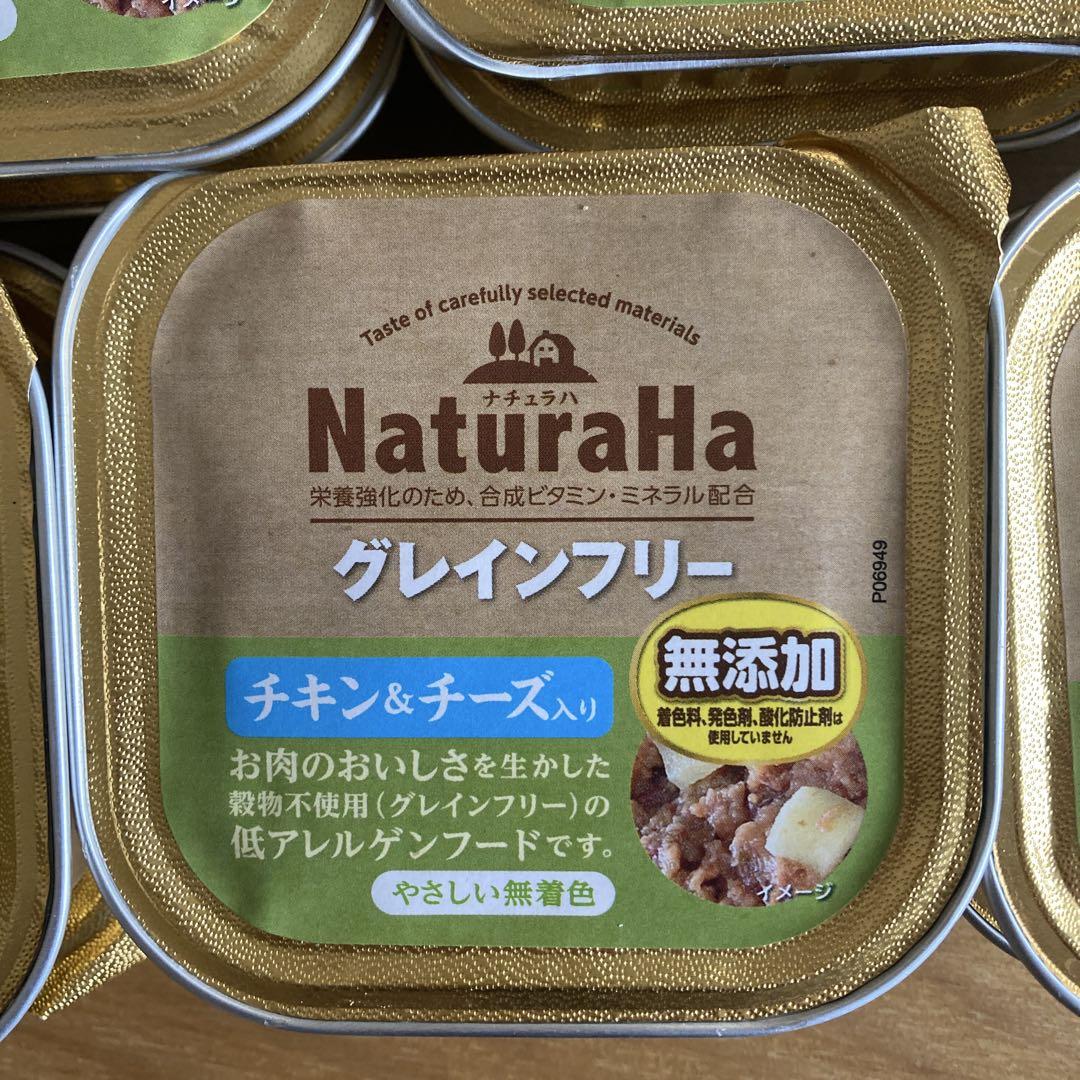 イメージ
Taste of carefully selected materials
ナチュラハ
NaturaHa
栄養強化のため、合成ビタミン・ミネラル配合
グレインフリー
P06949
無添加
着色料、発色剤、酸化防止剤は
使用していません
チキン&チーズ入り
お肉のおいしさを生かした
穀物不使用(グレインフリー)の
低アレルゲンフードです。
やさしい無着色
イメージ